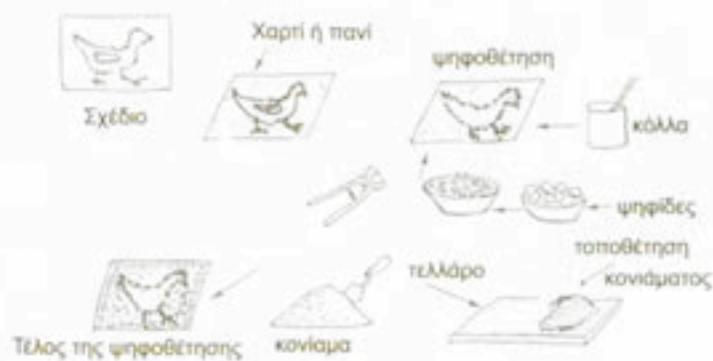 Χαρτί ή πανί
ψηφοθέτηση
Σχέδιο
κόλλα
ψηφίδες
τοποθέτηση
κονιάματος
τελλάρο
Τέλος της ψηφοθέτησης
κονίαμα